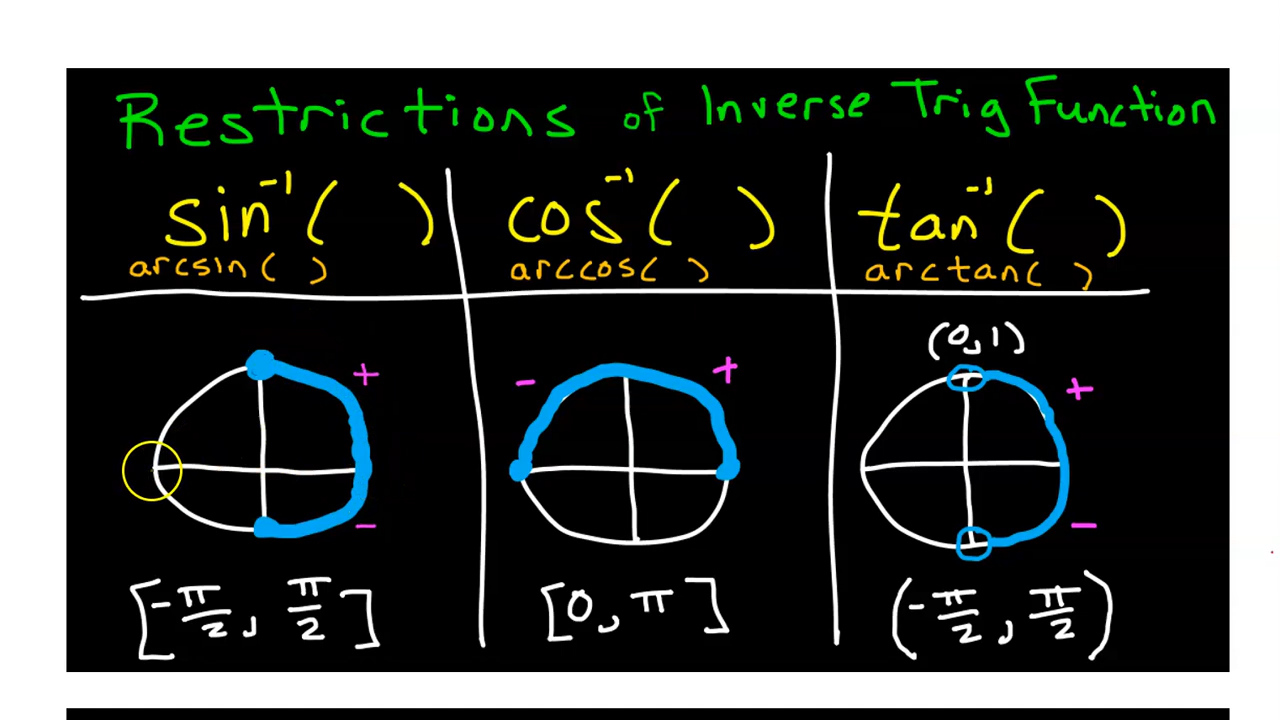 Restrictions of Inverse Trig Function
sin⁻¹( ) cos⁻¹( ) tan⁻¹( )
arcsin( ) arccos( ) arctan( )
(0,1)
+ - + +
- -
[-π/2, π/2] [0, π] (-π/2, π/2)